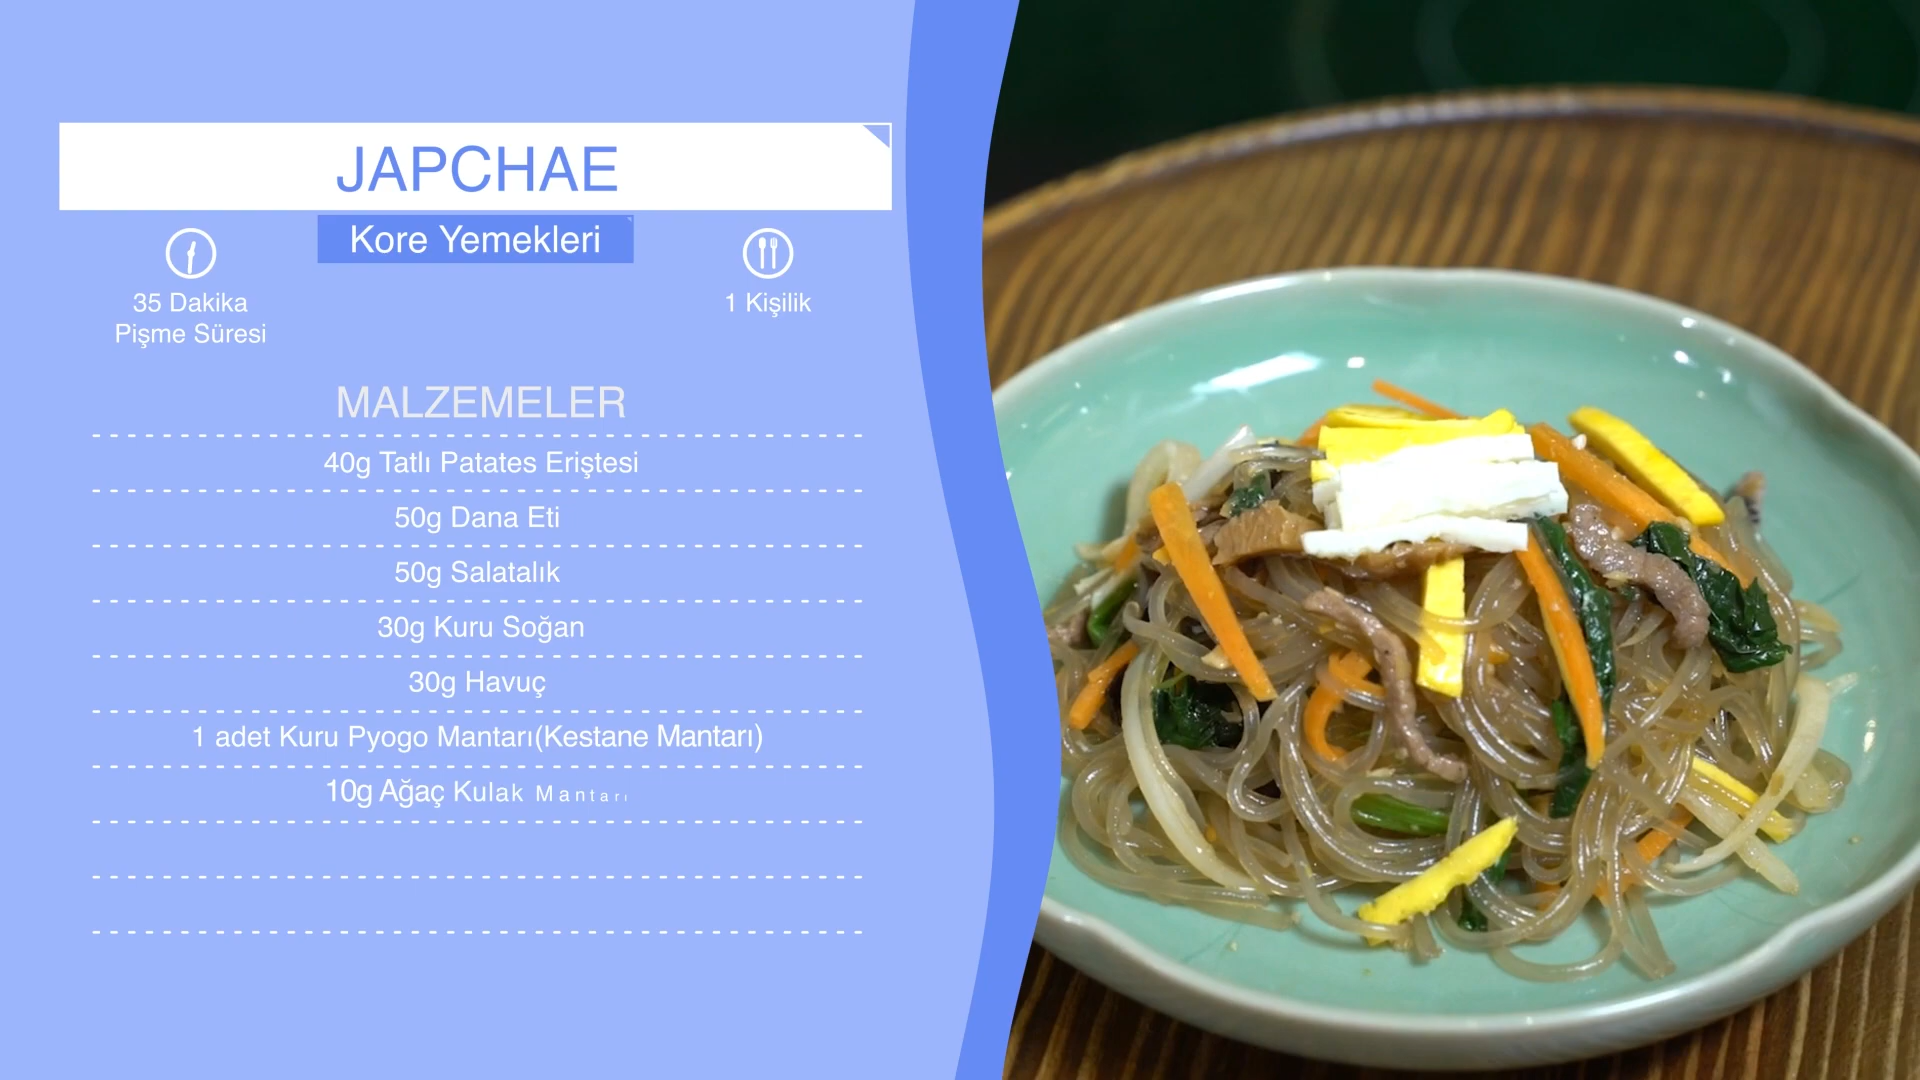 JAPCHAE
Kore Yemekleri
35 Dakika
Pişme Süresi
1 Kişilik
MALZEMELER
40g Tatlı Patates Eriştesi
50g Dana Eti
50g Salatalık
30g Kuru Soğan
30g Havuç
1 adet Kuru Pyogo Mantarı(Kestane Mantarı)
10g Ağaç Kulak Mantarı